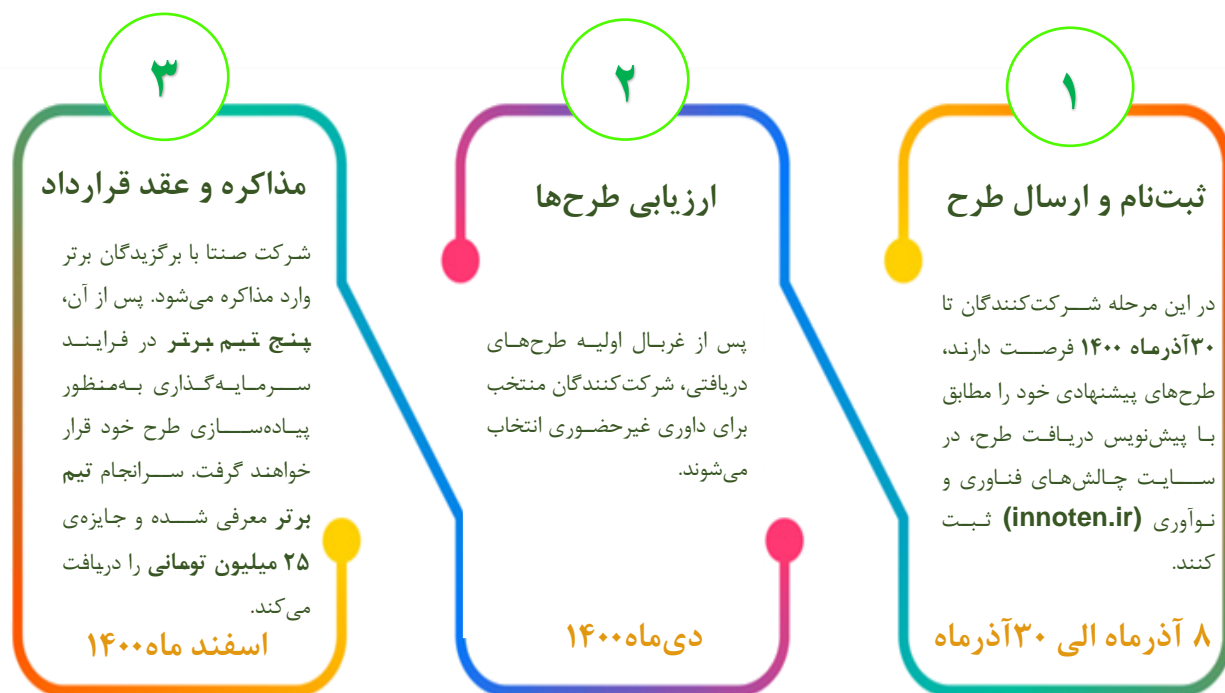 ۱
ثبت‌نام و ارسال طرح
در این مرحله شرکت‌کنندگان تا
۳۰آذرماه ۱۴۰۰ فرصت دارند،
طرح‌های پیشنهادی خود را مطابق
با پیش‌نویس دریافت طرح، در
سایت چالش‌های فناوری و
نوآوری (innoten.ir) ثبت
کنند.
۸ آذرماه الی ۳۰آذرماه
۲
ارزیابی طرح‌ها
پس از غربال اولیه طرح‌های
دریافتی، شرکت‌کنندگان منتخب
برای داوری غیرحضوری انتخاب
می‌شوند.
دی‌ماه۱۴۰۰
۳
مذاکره و عقد قرارداد
شرکت صنتا با برگزیدگان برتر
وارد مذاکره می‌شود. پس از آن،
پنج تیم برتر در فرایند
سرمایه‌گذاری به‌منظور
پیاده‌سازی طرح خود قرار
خواهند گرفت. سرانجام تیم
برتر معرفی شده و جایزه‌ی
۲۵ میلیون تومانی را دریافت
می‌کند.
اسفند ماه۱۴۰۰